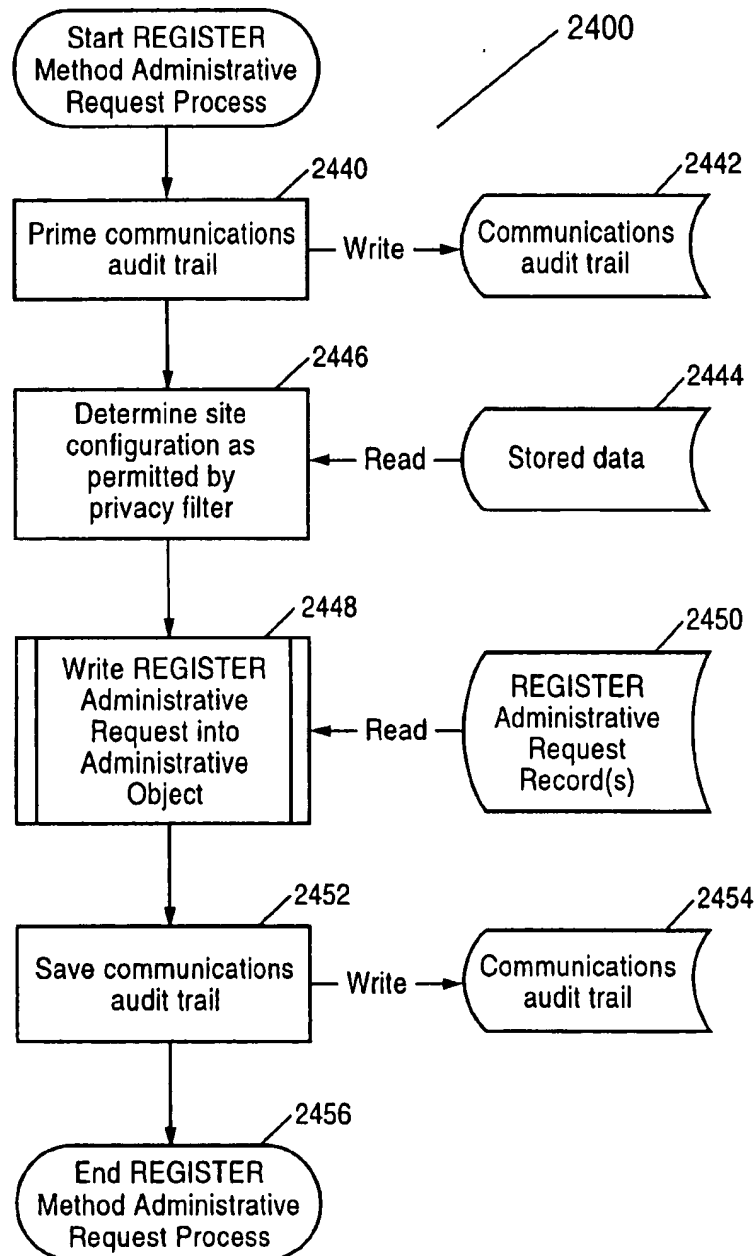 Start REGISTER
Method Administrative
Request Process
2400
2440
Prime communications
audit trail
Write
2442
Communications
audit trail
2446
Determine site
configuration as
permitted by
privacy filter
Read
2444
Stored data
2448
Write REGISTER
Administrative
Request into
Administrative
Object
Read
2450
REGISTER
Administrative
Request
Record(s)
2452
Save communications
audit trail
Write
2454
Communications
audit trail
2456
End REGISTER
Method Administrative
Request Process